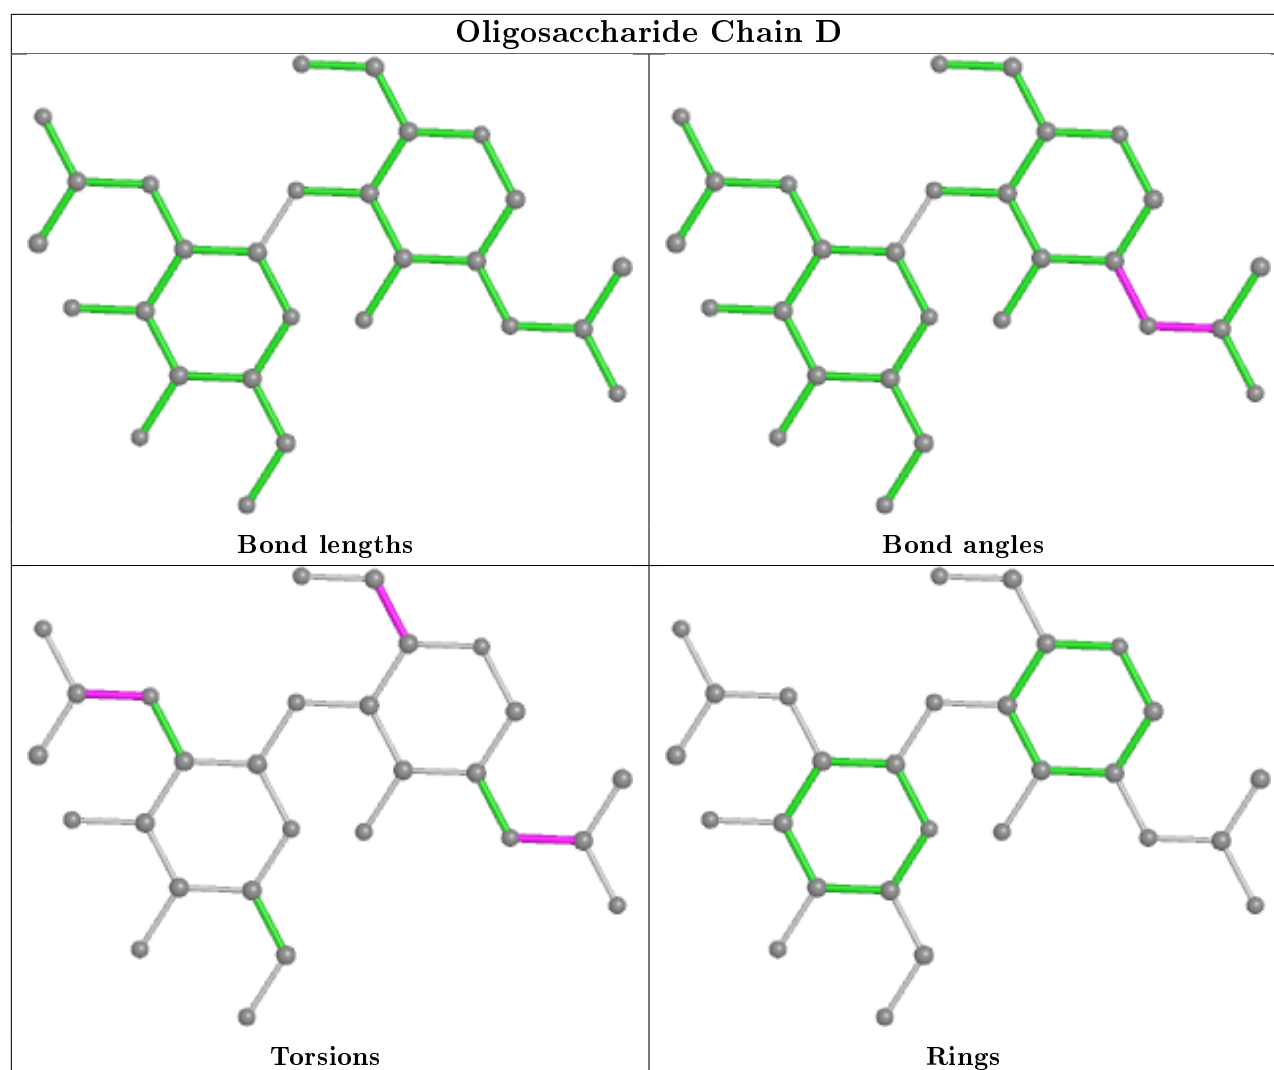 Oligosaccharide Chain D
Bond lengths
Bond angles
Torsions
Rings